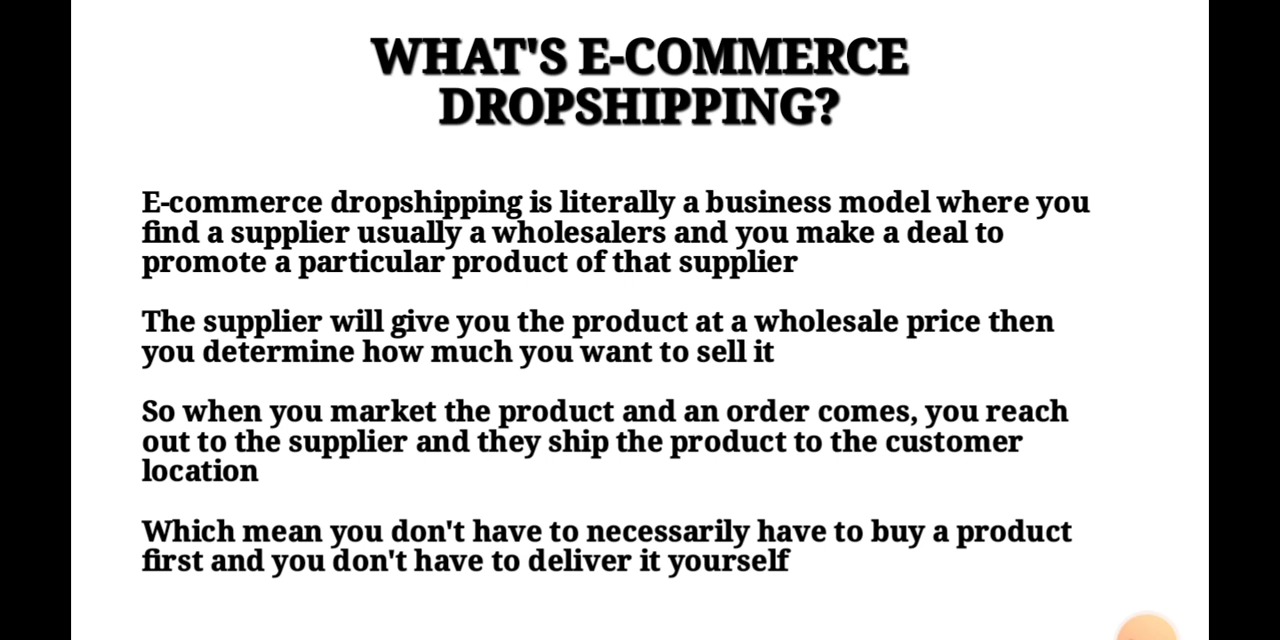 WHAT'S E-COMMERCE
DROPSHIPPING?
E-commerce dropshipping is literally a business model where you
find a supplier usually a wholesalers and you make a deal to
promote a particular product of that supplier
The supplier will give you the product at a wholesale price then
you determine how much you want to sell it
So when you market the product and an order comes, you reach
out to the supplier and they ship the product to the customer
location
Which mean you don't have to necessarily have to buy a product
first and you don't have to deliver it yourself